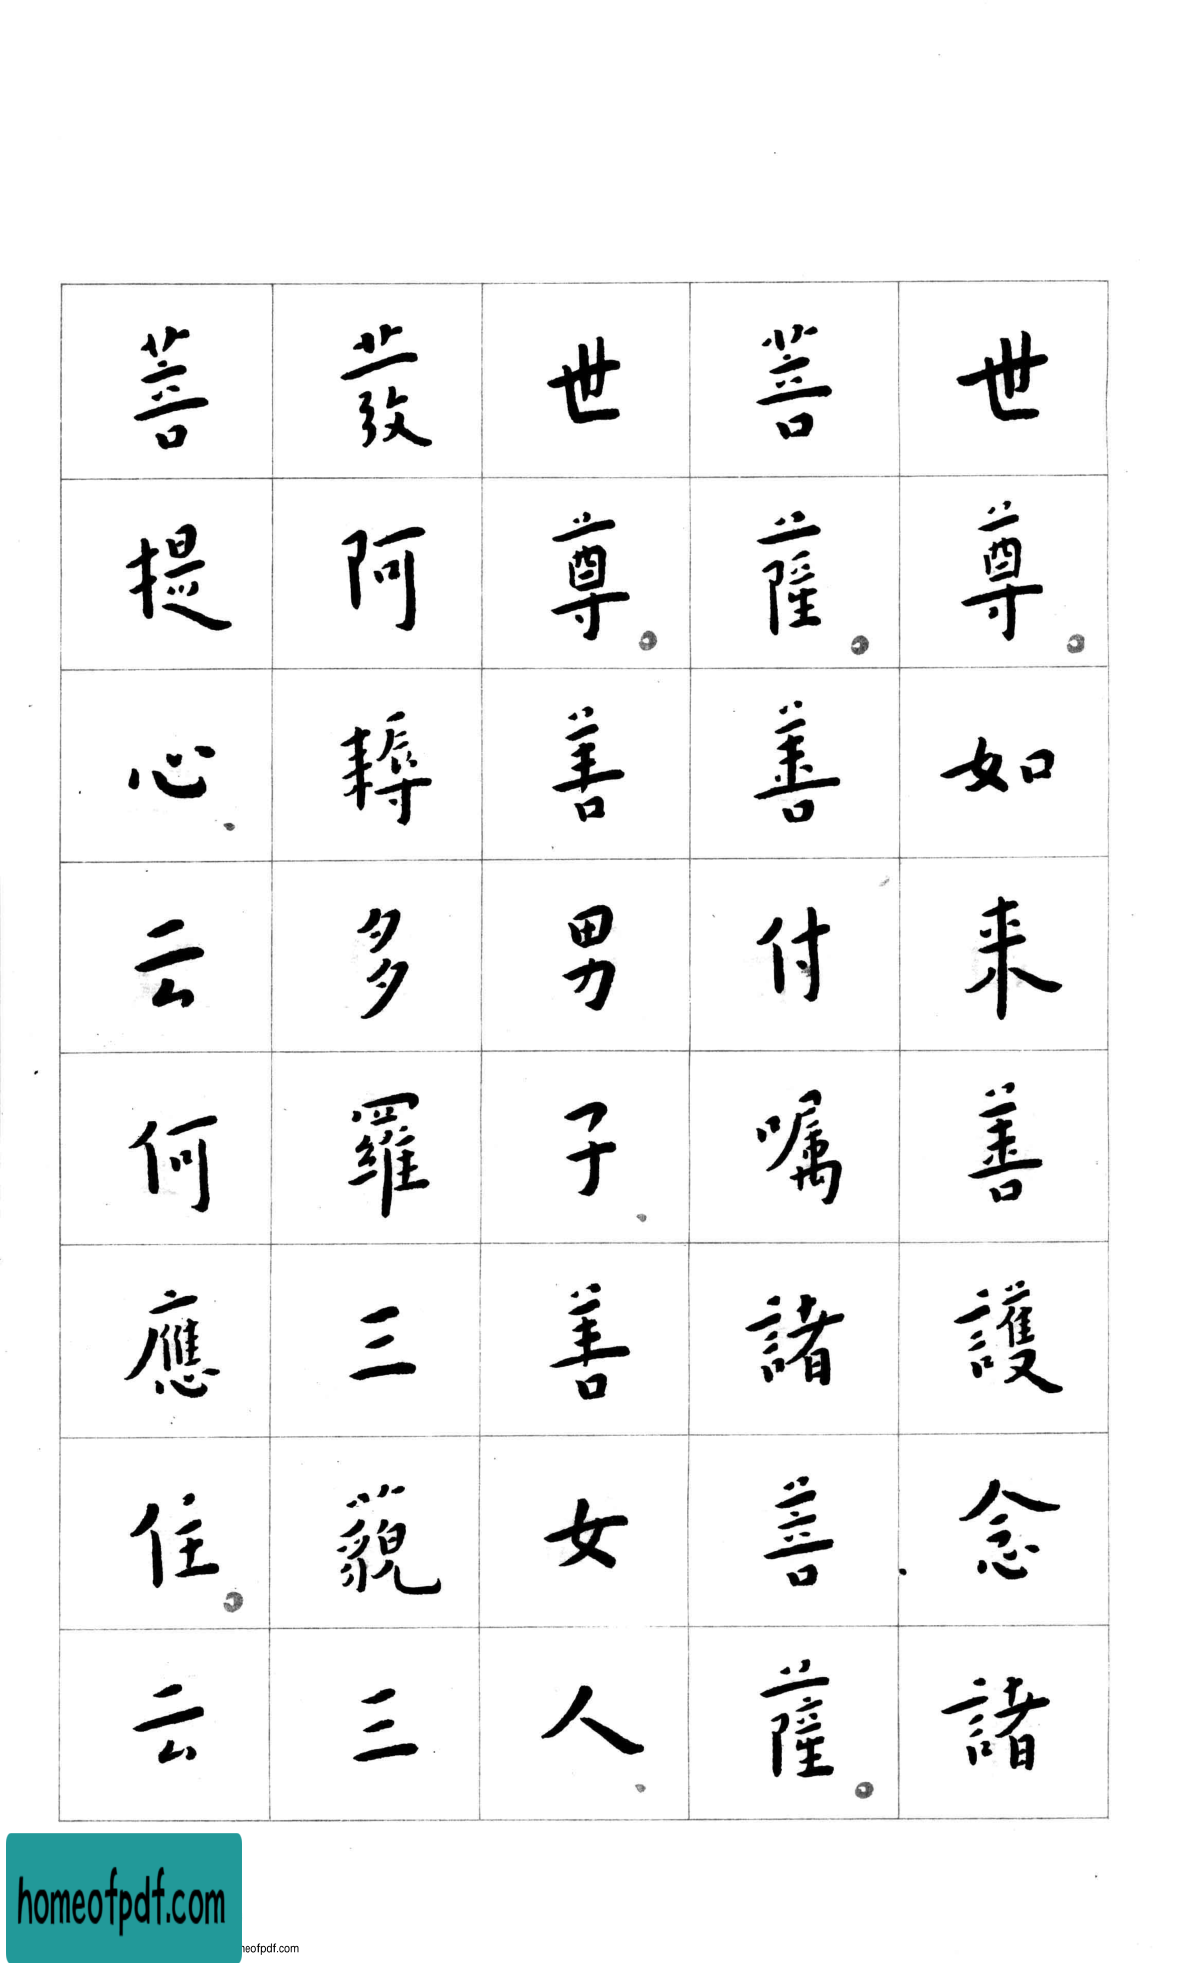 世尊。如来善護念諸
菩薩。善付嘱諸菩薩。
世尊。善男子、善女人、
發阿耨多羅三藐三
菩提心、云何應住。云
homeofpdf.com
neofpdf.com